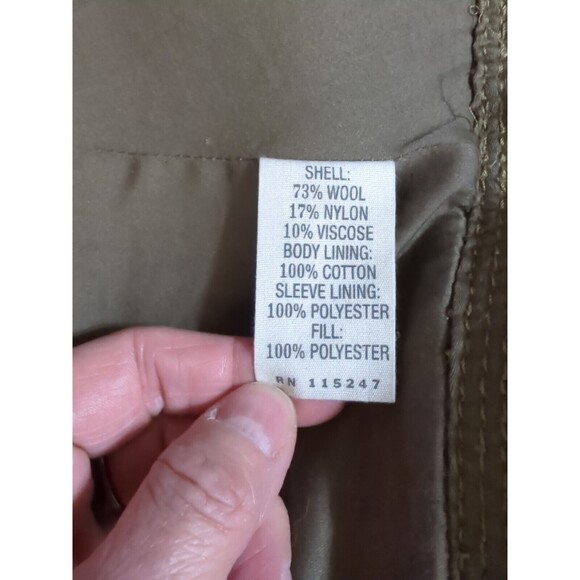 SHELL:
73% WOOL
17% NYLON
10% VISCOSE
BODY LINING:
100% COTTON
SLEEVE LINING:
100% POLYESTER
FILL:
100% POLYESTER
RN 115247